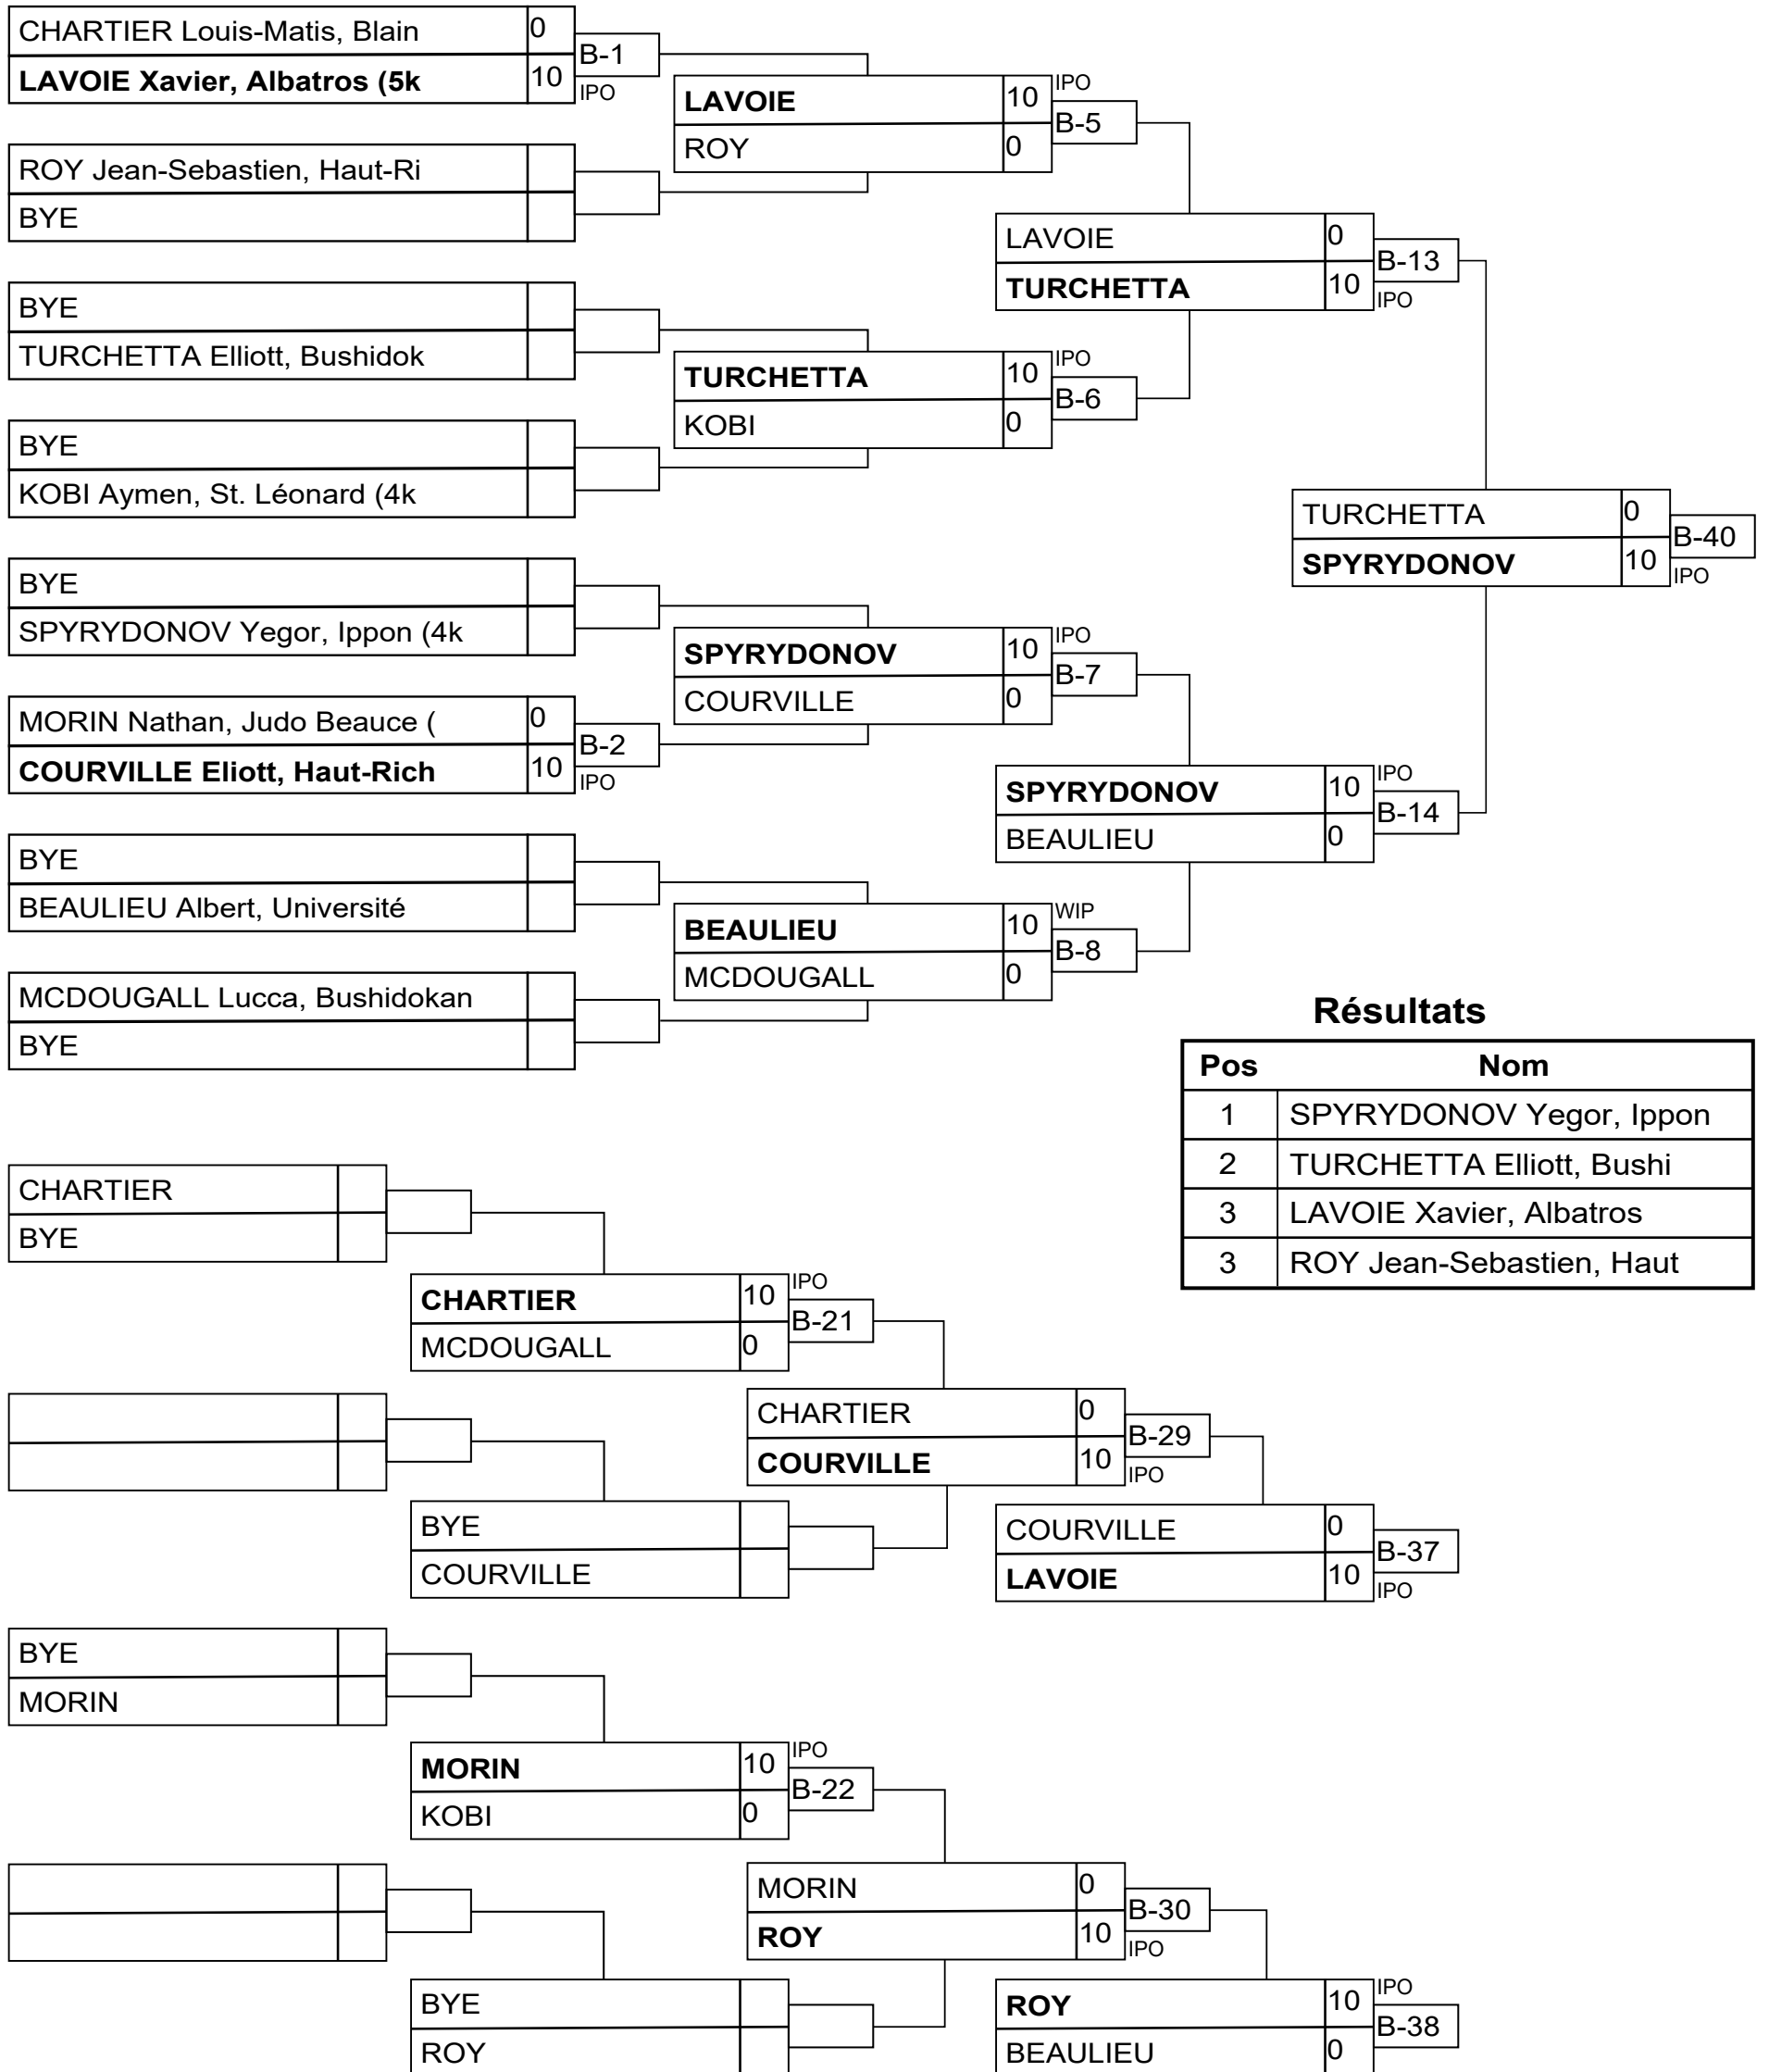 CHARTIER Louis-Matis, Blain 0
B-1
LAVOIE Xavier, Albatros (5k 10
IPO
LAVOIE 10 IPO
B-5
ROY 0
ROY Jean-Sebastien, Haut-Ri
BYE
LAVOIE 0
B-13
TURCHETTA 10
IPO
BYE
TURCHETTA Elliott, Bushidok
TURCHETTA 10 IPO
B-6
KOBI 0
BYE
KOBI Aymen, St. Léonard (4k
TURCHETTA 0
B-40
SPYRYDONOV 10
IPO
BYE
SPYRYDONOV Yegor, Ippon (4k
SPYRYDONOV 10 IPO
B-7
COURVILLE 0
MORIN Nathan, Judo Beauce ( 0
B-2
COURVILLE Eliott, Haut-Rich 10
IPO
SPYRYDONOV 10 IPO
B-14
BEAULIEU 0
BYE
BEAULIEU Albert, Université
BEAULIEU 10 WIP
B-8
MCDOUGALL 0
MCDOUGALL Lucca, Bushidokan
BYE
Résultats
Pos Nom
1 SPYRYDONOV Yegor, Ippon
2 TURCHETTA Elliott, Bushi
3 LAVOIE Xavier, Albatros
3 ROY Jean-Sebastien, Haut
CHARTIER
BYE
CHARTIER 10 IPO
B-21
MCDOUGALL 0
CHARTIER 0
B-29
COURVILLE 10
IPO
BYE
COURVILLE
COURVILLE 0
B-37
LAVOIE 10
IPO
BYE
MORIN
MORIN 10 IPO
B-22
KOBI 0
MORIN 0
B-30
ROY 10
IPO
BYE
ROY
ROY 10 IPO
B-38
BEAULIEU 0